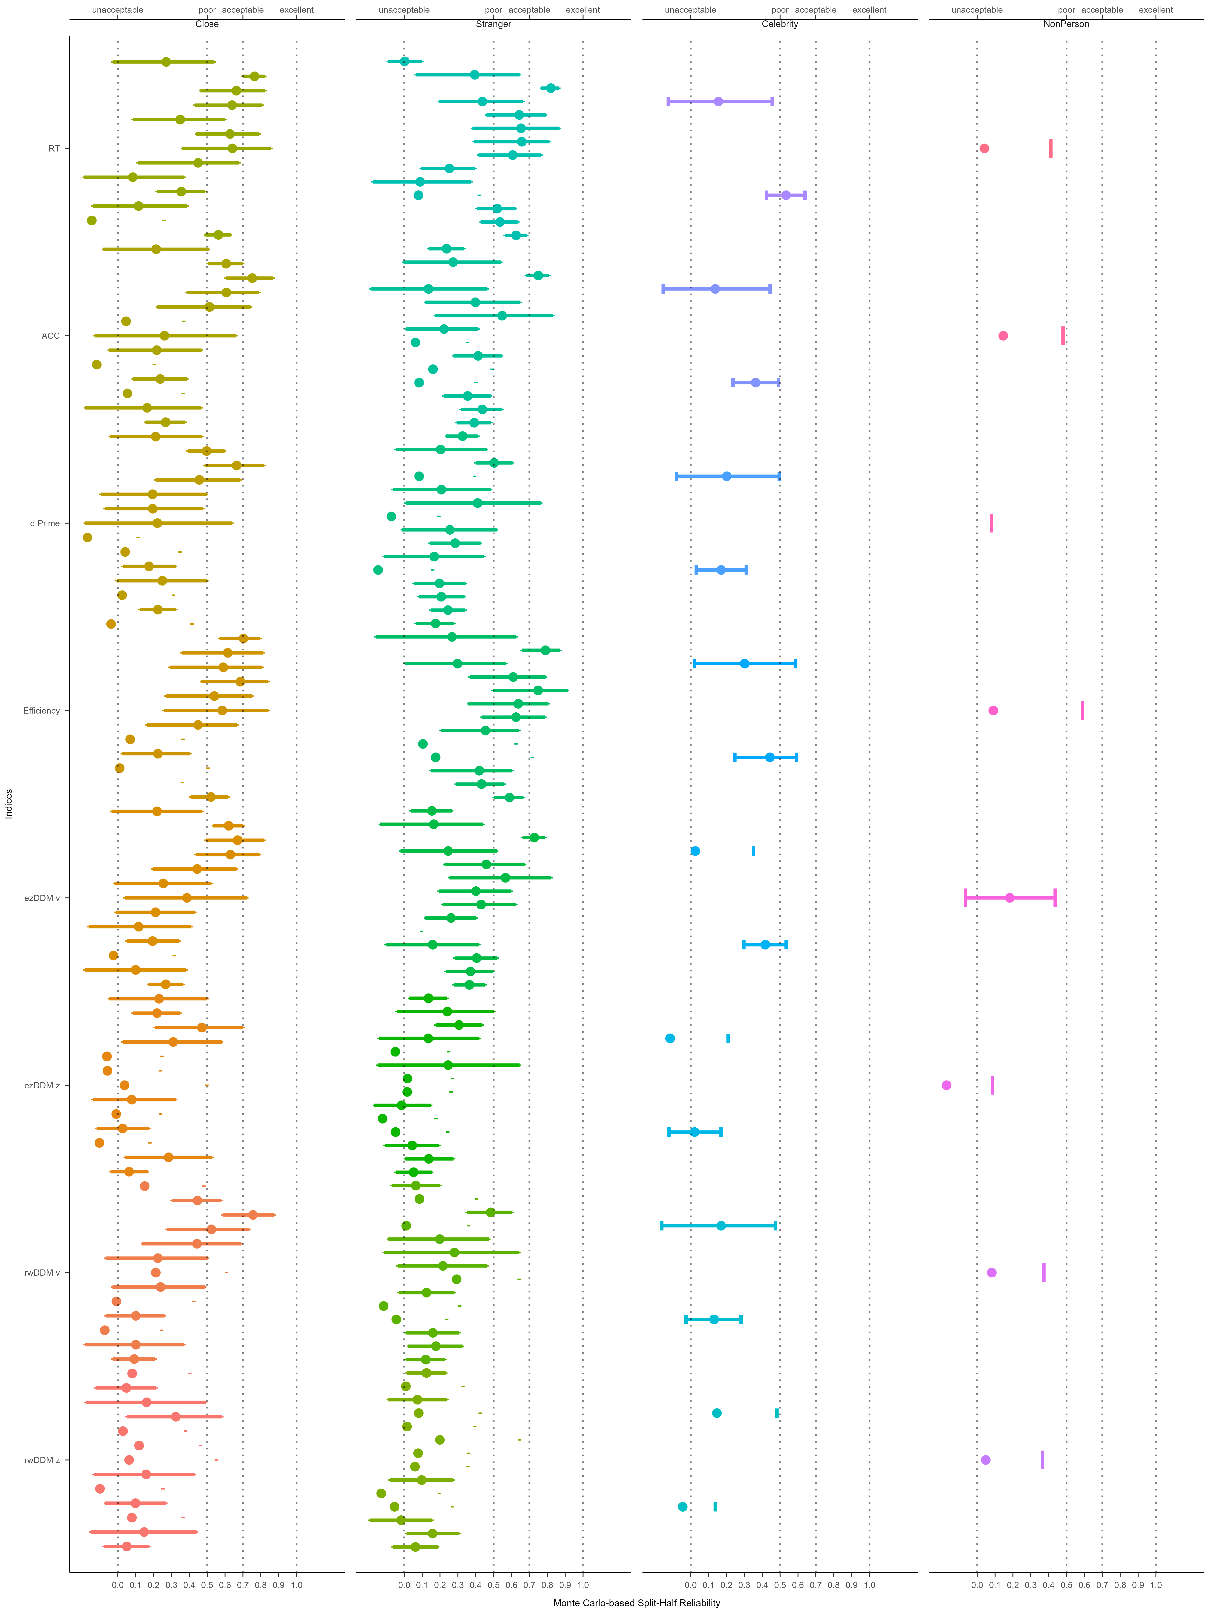 unacceptable poor acceptable excellent unacceptable poor acceptable excellent unacceptable poor acceptable excellent unacceptable poor acceptable excellent
Close Stranger Celebrity NonPerson
RT
ACC
d Prime
Efficiency
Indices
ezDDM v
ezDDM z
rwDDM v
rwDDM z
0.0 0.1 0.2 0.3 0.4 0.5 0.6 0.7 0.8 0.9 1.0 0.0 0.1 0.2 0.3 0.4 0.5 0.6 0.7 0.8 0.9 1.0 0.0 0.1 0.2 0.3 0.4 0.5 0.6 0.7 0.8 0.9 1.0 0.0 0.1 0.2 0.3 0.4 0.5 0.6 0.7 0.8 0.9 1.0
Monte Carlo-based Split-Half Reliability